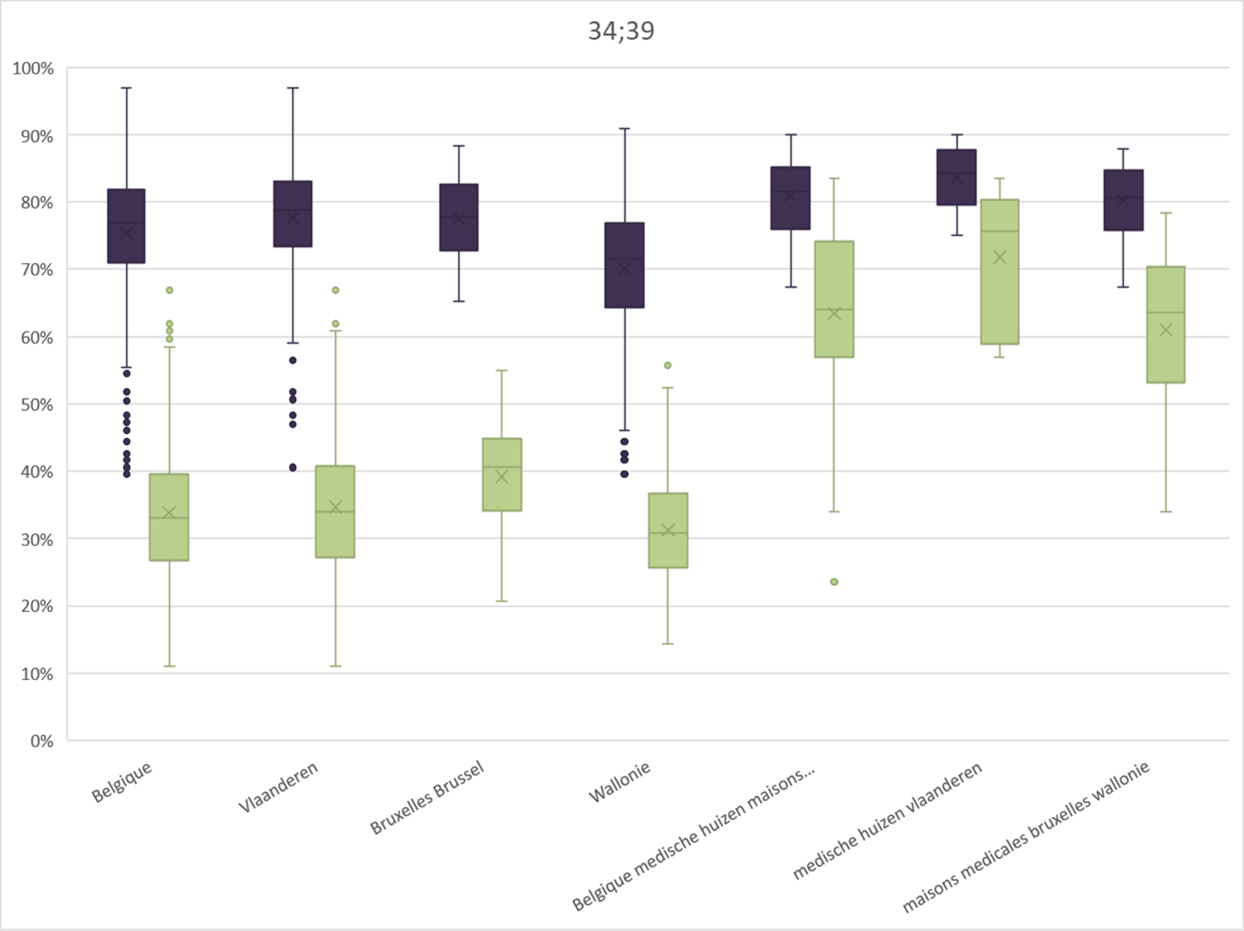 34;39
100%
90%
80%
70%
60%
50%
40%
30%
20%
10%
0%
Belgique
Vlaanderen
Bruxelles Brussel
Wallonie
Belgique medische huizen maisons...
medische huizen vlaanderen
maisons medicales bruxelles wallonie